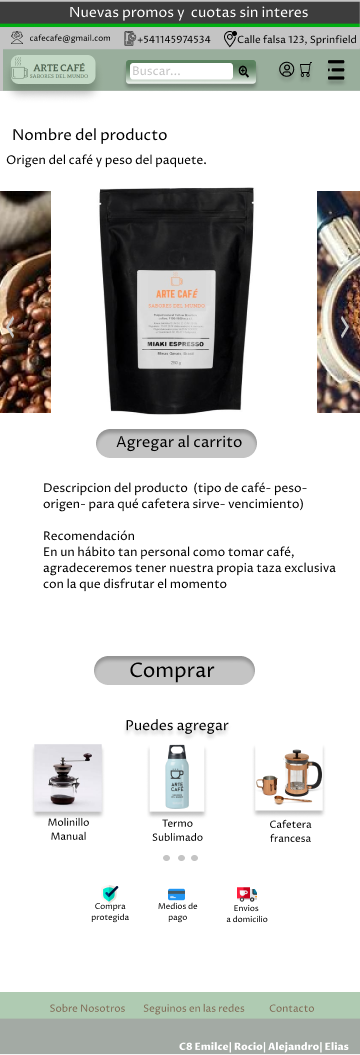 Nuevas promos y cuotas sin interes
cafecafe@gmail.com +541145974534 Calle falsa 123, Sprinfield
ARTE CAFÉ
SABORES DEL MUNDO
Buscar...
Nombre del producto
Origen del café y peso del paquete.
ARTE CAFÉ
SABORES DEL MUNDO
MIAKI ESPRESSO
Agregar al carrito
Descripcion del producto (tipo de café- peso-
origen- para qué cafetera sirve- vencimiento)
Recomendación
En un hábito tan personal como tomar café,
agradeceremos tener nuestra propia taza exclusiva
con la que disfrutar el momento
Comprar
Puedes agregar
ARTE
CAFÉ
Molinillo
Manual
Termo
Sublimado
Cafetera
francesa
Compra
protegida
Medios de
pago
Envíos
a domicilio
Sobre Nosotros Seguinos en las redes Contacto
C8 Emilce| Rocio| Alejandro| Elias